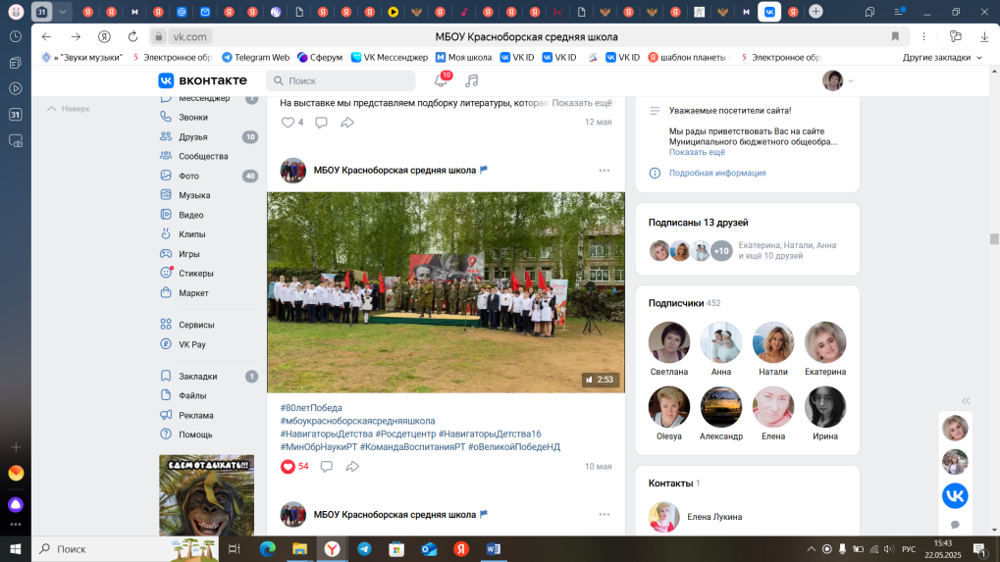 31
vk.com
МБОУ Красноборская средняя школа
» "Звуки музыки"
Электронное обр
Telegram Web
Сферум
VK Мессенджер
Моя школа
VK ID
VK ID
VK ID
шаблон планеты
Электронное обр
Другие закладки
вконтакте
Поиск
10
Наверх
Мессенджер
1
Звонки
Друзья
10
Сообщества
Фото
40
Музыка
Видео
Клипы
Игры
Стикеры
Маркет
Сервисы
VK Pay
Закладки
1
Файлы
Реклама
Помощь
ЕДЕМ ОТДЫХАТЬ!!!
На выставке мы представляем подборку литературы, которая Показать ещё
4
12 мая
МБОУ Красноборская средняя школа
2:53
#80летПобеда
#мбоукрасноборскаясредняяшкола
#НавигаторыДетства #Росдетцентр #НавигаторыДетства16
#МинОбрНаукиРТ #КомандаВоспитанияРТ #оВеликойПобедеНД
54
10 мая
МБОУ Красноборская средняя школа
Уважаемые посетители сайта!
Мы рады приветствовать Вас на сайте
Муниципального бюджетного общеобра...
Показать ещё
Подробная информация
Подписаны 13 друзей
+10
Екатерина, Натали, Анна
и ещё 10 друзей
Подписчики 452
Светлана Анна Натали Екатерина
Olesya Александр Елена Ирина
Контакты 1
Елена Лукина
31
Поиск
РУС
15:43
22.05.2025
1